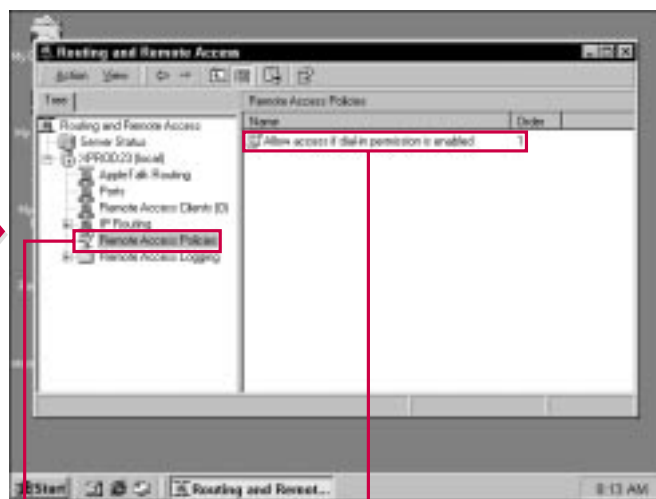 Routing and Remote Access
Action View
Tree
Remote Access Policies
Routing and Remote Access
Server Status
XPROD23 (local)
AppleTalk Routing
Ports
Remote Access Clients (0)
IP Routing
Remote Access Policies
Remote Access Logging
Name Order
Allow access if dial-in permission is enabled 1
Start Routing and Remot... 8:13 AM